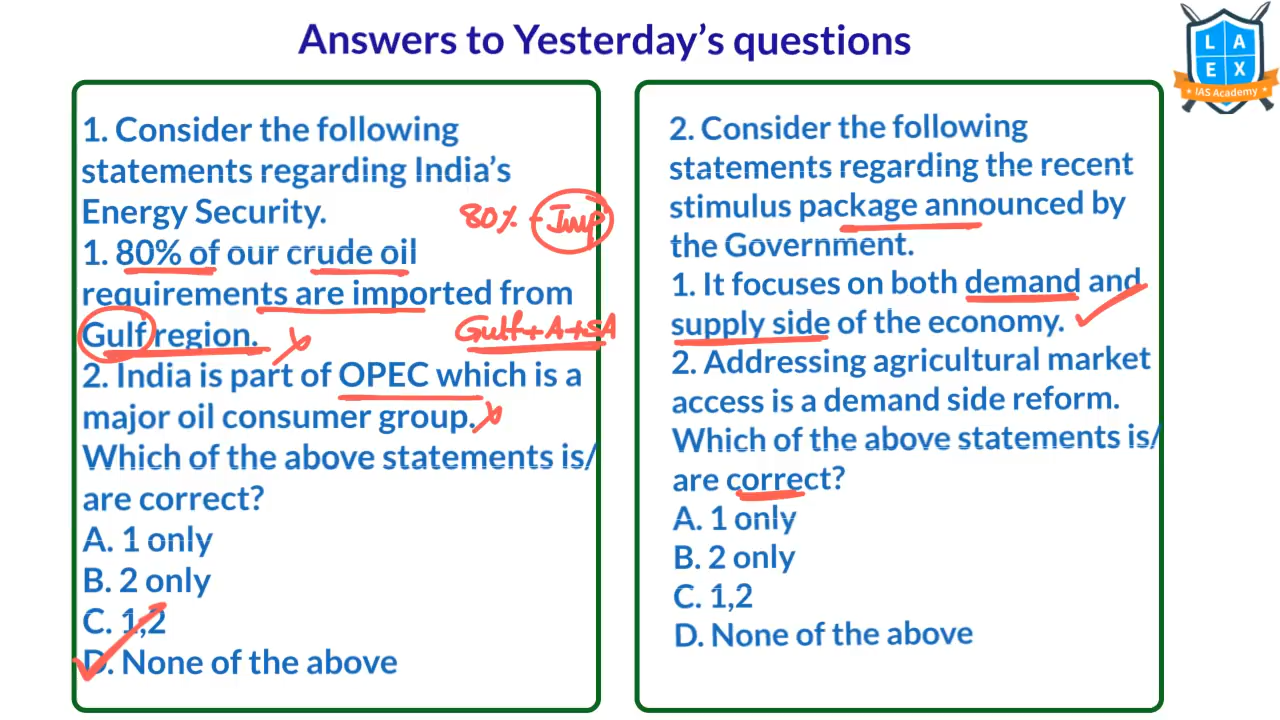 Answers to Yesterday's questions
L A
E X
IAS Academy
1. Consider the following
statements regarding India's
Energy Security.
80% - Imp
1. 80% of our crude oil
requirements are imported from
Gulf region.
Gulf + A + SA
2. India is part of OPEC which is a
major oil consumer group.
Which of the above statements is/
are correct?
A. 1 only
B. 2 only
C. 1,2
D. None of the above
2. Consider the following
statements regarding the recent
stimulus package announced by
the Government.
1. It focuses on both demand and
supply side of the economy.
2. Addressing agricultural market
access is a demand side reform.
Which of the above statements is/
are correct?
A. 1 only
B. 2 only
C. 1,2
D. None of the above